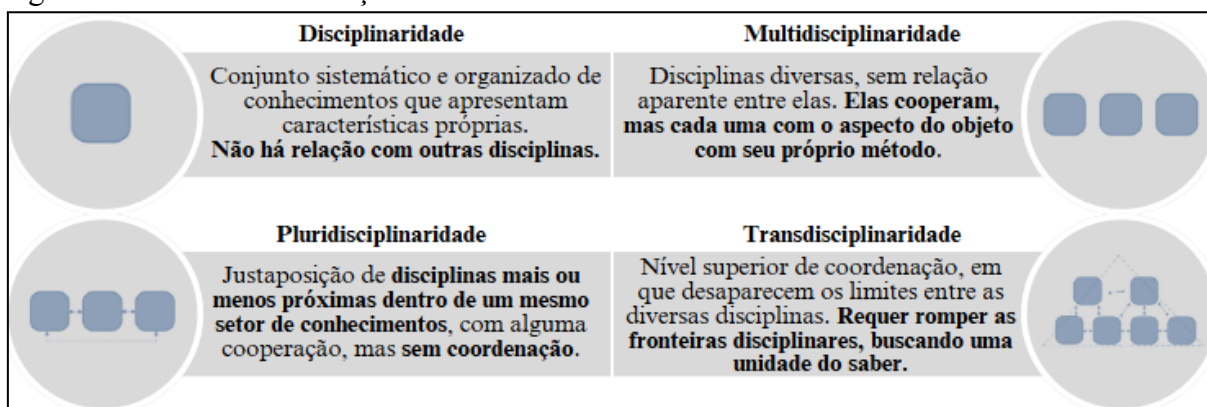 Disciplinaridade
Conjunto sistemático e organizado de
conhecimentos que apresentam
características próprias.
Não há relação com outras disciplinas.
Multidisciplinaridade
Disciplinas diversas, sem relação
aparente entre elas. Elas cooperam,
mas cada uma com o aspecto do objeto
com seu próprio método.
Pluridisciplinaridade
Justaposição de disciplinas mais ou
menos próximas dentro de um mesmo
setor de conhecimentos, com alguma
cooperação, mas sem coordenação.
Transdisciplinaridade
Nível superior de coordenação, em
que desaparecem os limites entre as
diversas disciplinas. Requer romper as
fronteiras disciplinares, buscando uma
unidade do saber.